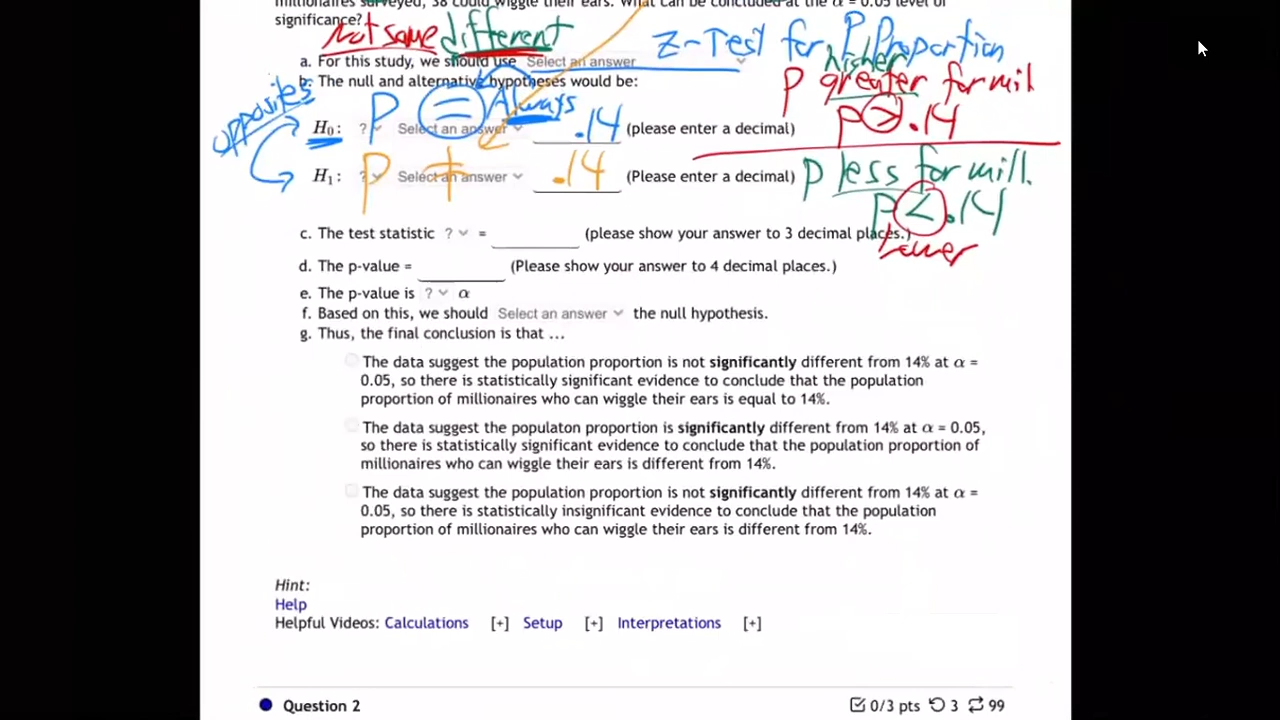 millionaires surveyed, 38 could wiggle their ears. What can be concluded at the α = 0.05 level of
significance?
Not same different
Z-Test for P Proportion
a. For this study, we should use Select an answer
higher
b. The null and alternative hypotheses would be:
P greater for mil
opposites
P = Always
P > .14
H₀: ? Select an answer .14 (please enter a decimal)
P less for mill.
H₁: ? P Select an answer ≠ .14 (Please enter a decimal)
P < .14
c. The test statistic ? = (please show your answer to 3 decimal places.)
Lower
d. The p-value = (Please show your answer to 4 decimal places.)
e. The p-value is ? α
f. Based on this, we should Select an answer the null hypothesis.
g. Thus, the final conclusion is that ...
The data suggest the population proportion is not significantly different from 14% at α =
0.05, so there is statistically significant evidence to conclude that the population
proportion of millionaires who can wiggle their ears is equal to 14%.
The data suggest the populaton proportion is significantly different from 14% at α = 0.05,
so there is statistically significant evidence to conclude that the population proportion of
millionaires who can wiggle their ears is different from 14%.
The data suggest the population proportion is not significantly different from 14% at α =
0.05, so there is statistically insignificant evidence to conclude that the population
proportion of millionaires who can wiggle their ears is different from 14%.
Hint:
Help
Helpful Videos: Calculations [+] Setup [+] Interpretations [+]
Question 2
0/3 pts 3 99